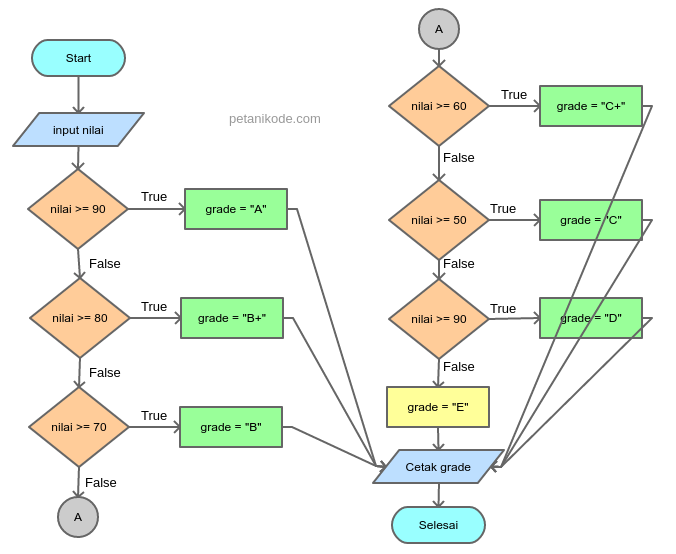 Start
input nilai
petanikode.com
nilai >= 90
True
grade = "A"
False
nilai >= 80
True
grade = "B+"
False
nilai >= 70
True
grade = "B"
False
A
A
nilai >= 60
True
grade = "C+"
False
nilai >= 50
True
grade = "C"
False
nilai >= 90
True
grade = "D"
False
grade = "E"
Cetak grade
Selesai